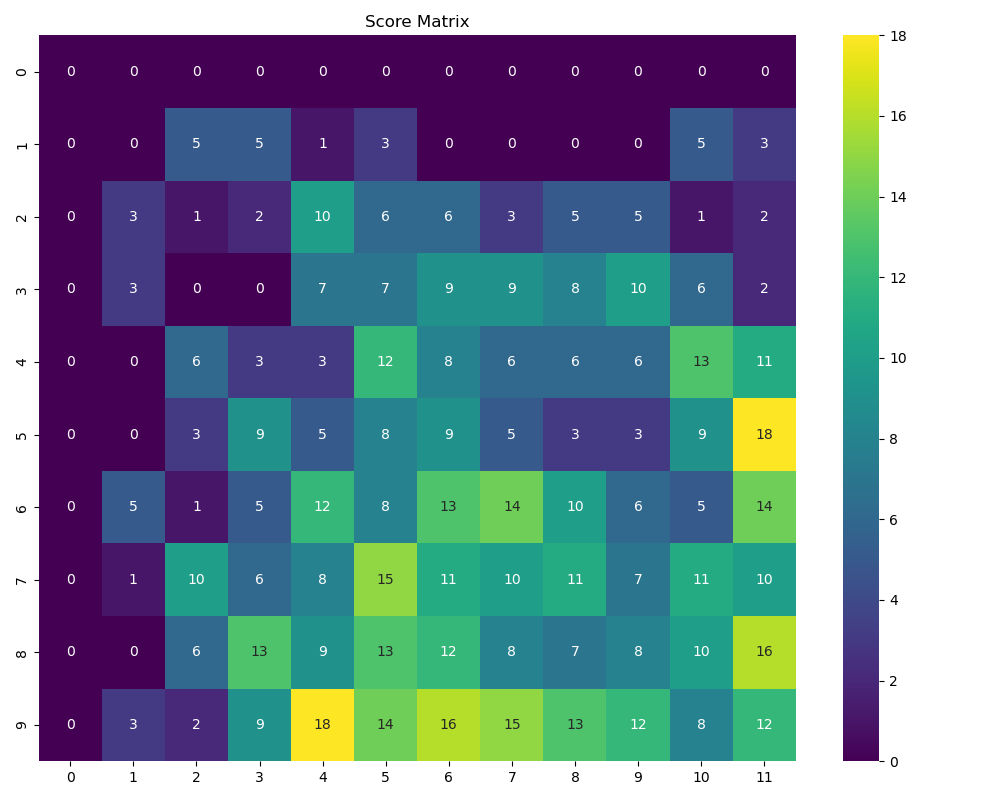 Score Matrix
0 0 0 0 0 0 0 0 0 0 0 0 0
1 0 0 5 5 1 3 0 0 0 0 5 3
2 0 3 1 2 10 6 6 3 5 5 1 2
3 0 3 0 0 7 7 9 9 8 10 6 2
4 0 0 6 3 3 12 8 6 6 6 13 11
5 0 0 3 9 5 8 9 5 3 3 9 18
6 0 5 1 5 12 8 13 14 10 6 5 14
7 0 1 10 6 8 15 11 10 11 7 11 10
8 0 0 6 13 9 13 12 8 7 8 10 16
9 0 3 2 9 18 14 16 15 13 12 8 12
0 1 2 3 4 5 6 7 8 9 10 11
18
16
14
12
10
8
6
4
2
0